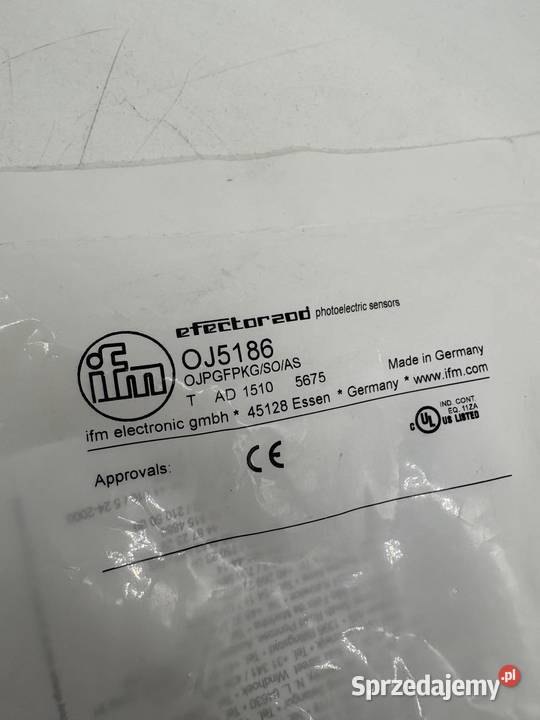 efector200 photoelectric sensors
ifm
OJ5186
OJPGFPKG/SO/AS
T AD 1510 5675 Made in Germany
ifm electronic gmbh * 45128 Essen * Germany * www.ifm.com
Approvals: CE c UL US LISTED
IND. CONT.
EQ. 11ZA
Sprzedajemy.pl